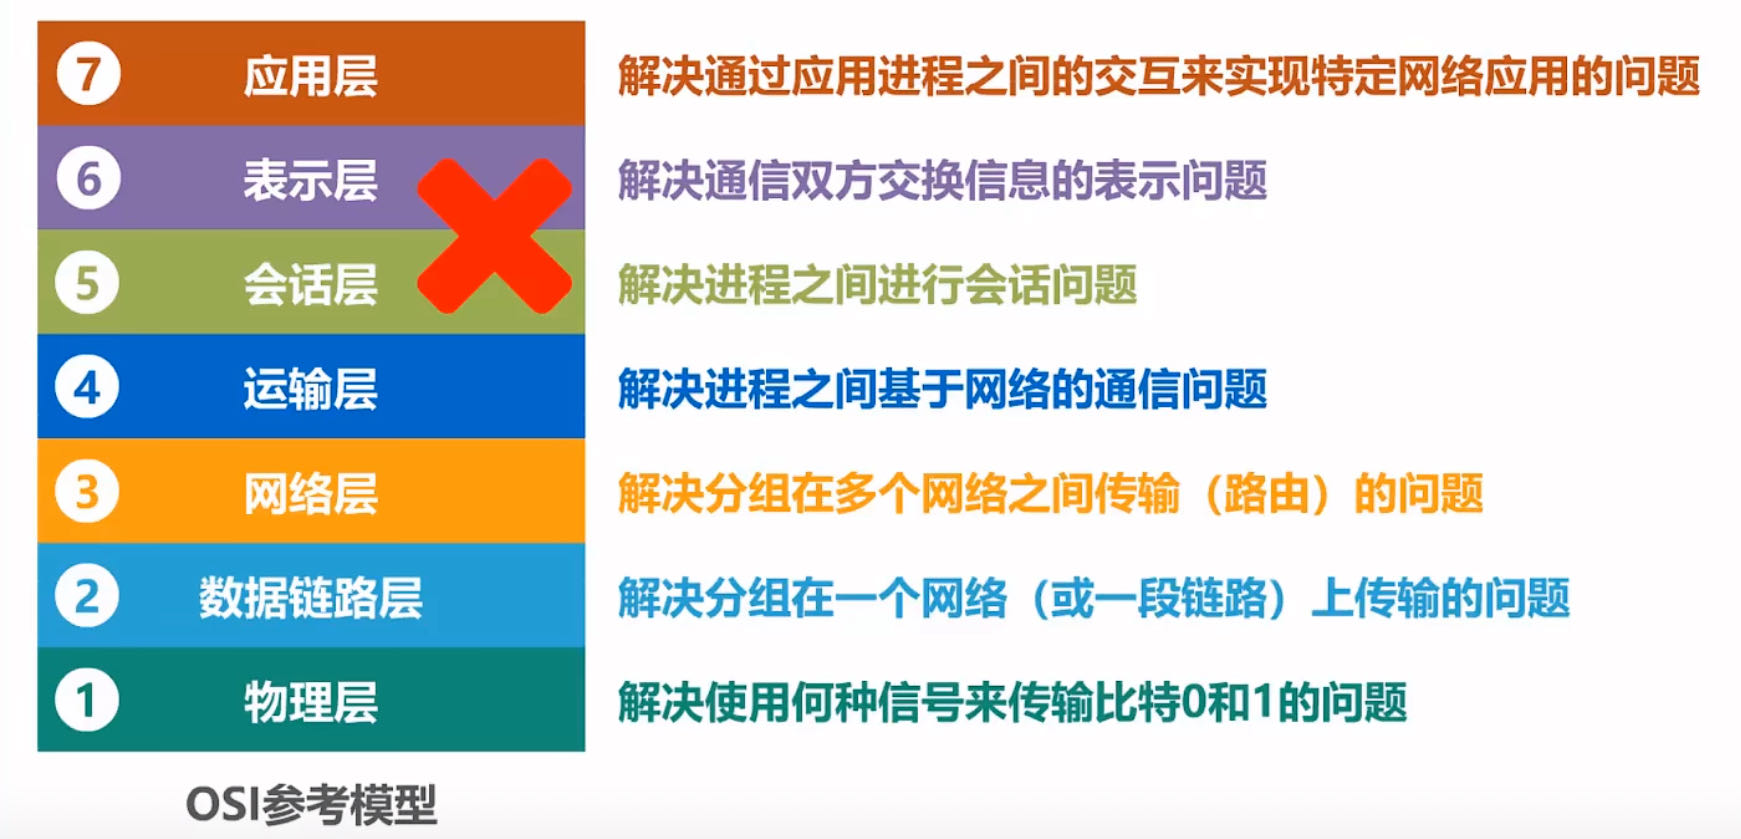 7 应用层 解决通过应用进程之间的交互来实现特定网络应用的问题
6 表示层 解决通信双方交换信息的表示问题
5 会话层 解决进程之间进行会话问题
4 运输层 解决进程之间基于网络的通信问题
3 网络层 解决分组在多个网络之间传输（路由）的问题
2 数据链路层 解决分组在一个网络（或一段链路）上传输的问题
1 物理层 解决使用何种信号来传输比特0和1的问题
OSI参考模型